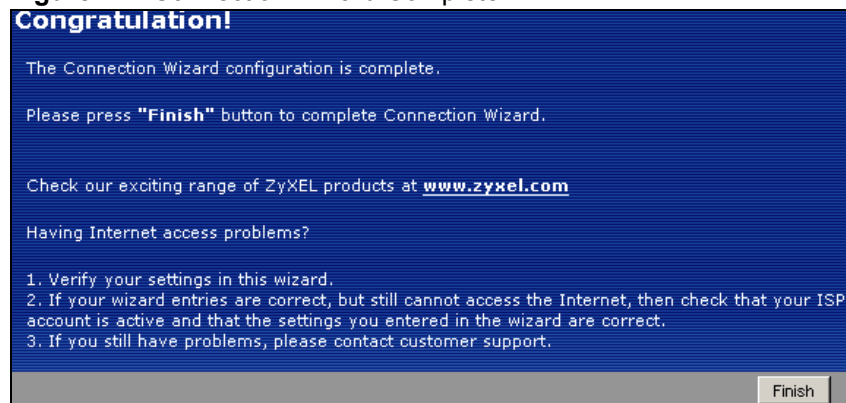 Congratulation!
The Connection Wizard configuration is complete.
Please press "Finish" button to complete Connection Wizard.
Check our exciting range of ZyXEL products at www.zyxel.com
Having Internet access problems?
1. Verify your settings in this wizard.
2. If your wizard entries are correct, but still cannot access the Internet, then check that your ISP
account is active and that the settings you entered in the wizard are correct.
3. If you still have problems, please contact customer support.
Finish